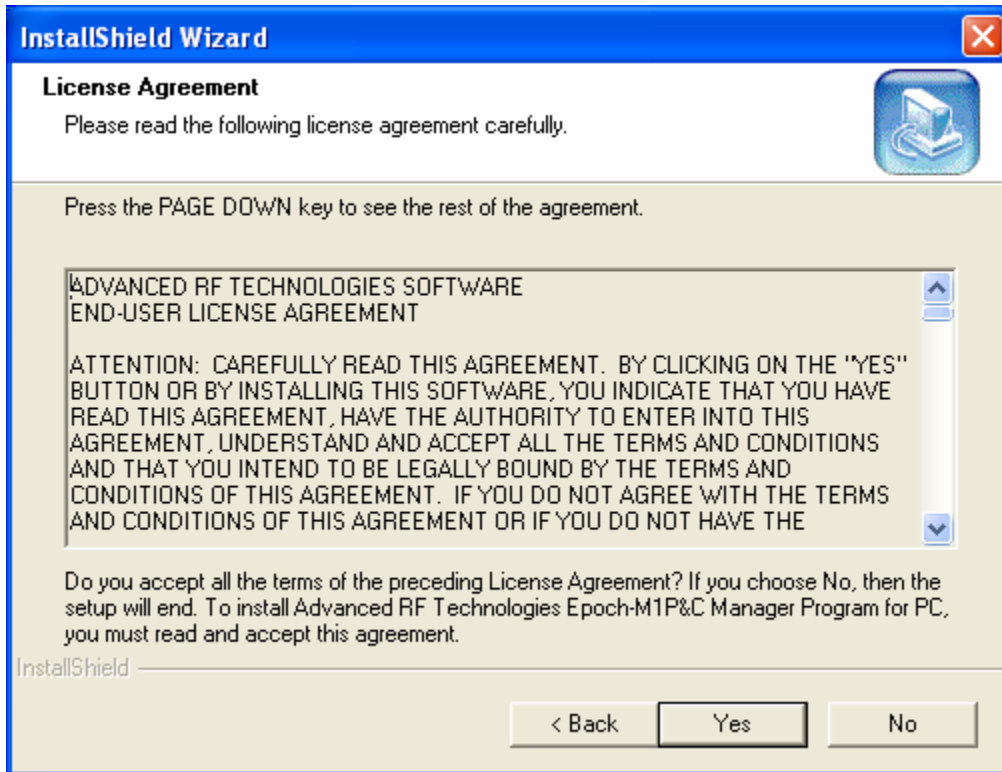 InstallShield Wizard
License Agreement
Please read the following license agreement carefully.
Press the PAGE DOWN key to see the rest of the agreement.
ADVANCED RF TECHNOLOGIES SOFTWARE
END-USER LICENSE AGREEMENT
ATTENTION:  CAREFULLY READ THIS AGREEMENT.  BY CLICKING ON THE "YES"
BUTTON OR BY INSTALLING THIS SOFTWARE, YOU INDICATE THAT YOU HAVE
READ THIS AGREEMENT, HAVE THE AUTHORITY TO ENTER INTO THIS
AGREEMENT, UNDERSTAND AND ACCEPT ALL THE TERMS AND CONDITIONS
AND THAT YOU INTEND TO BE LEGALLY BOUND BY THE TERMS AND
CONDITIONS OF THIS AGREEMENT.  IF YOU DO NOT AGREE WITH THE TERMS
AND CONDITIONS OF THIS AGREEMENT OR IF YOU DO NOT HAVE THE
Do you accept all the terms of the preceding License Agreement? If you choose No, then the
setup will end. To install Advanced RF Technologies Epoch-M1P&C Manager Program for PC,
you must read and accept this agreement.
InstallShield
< Back
Yes
No